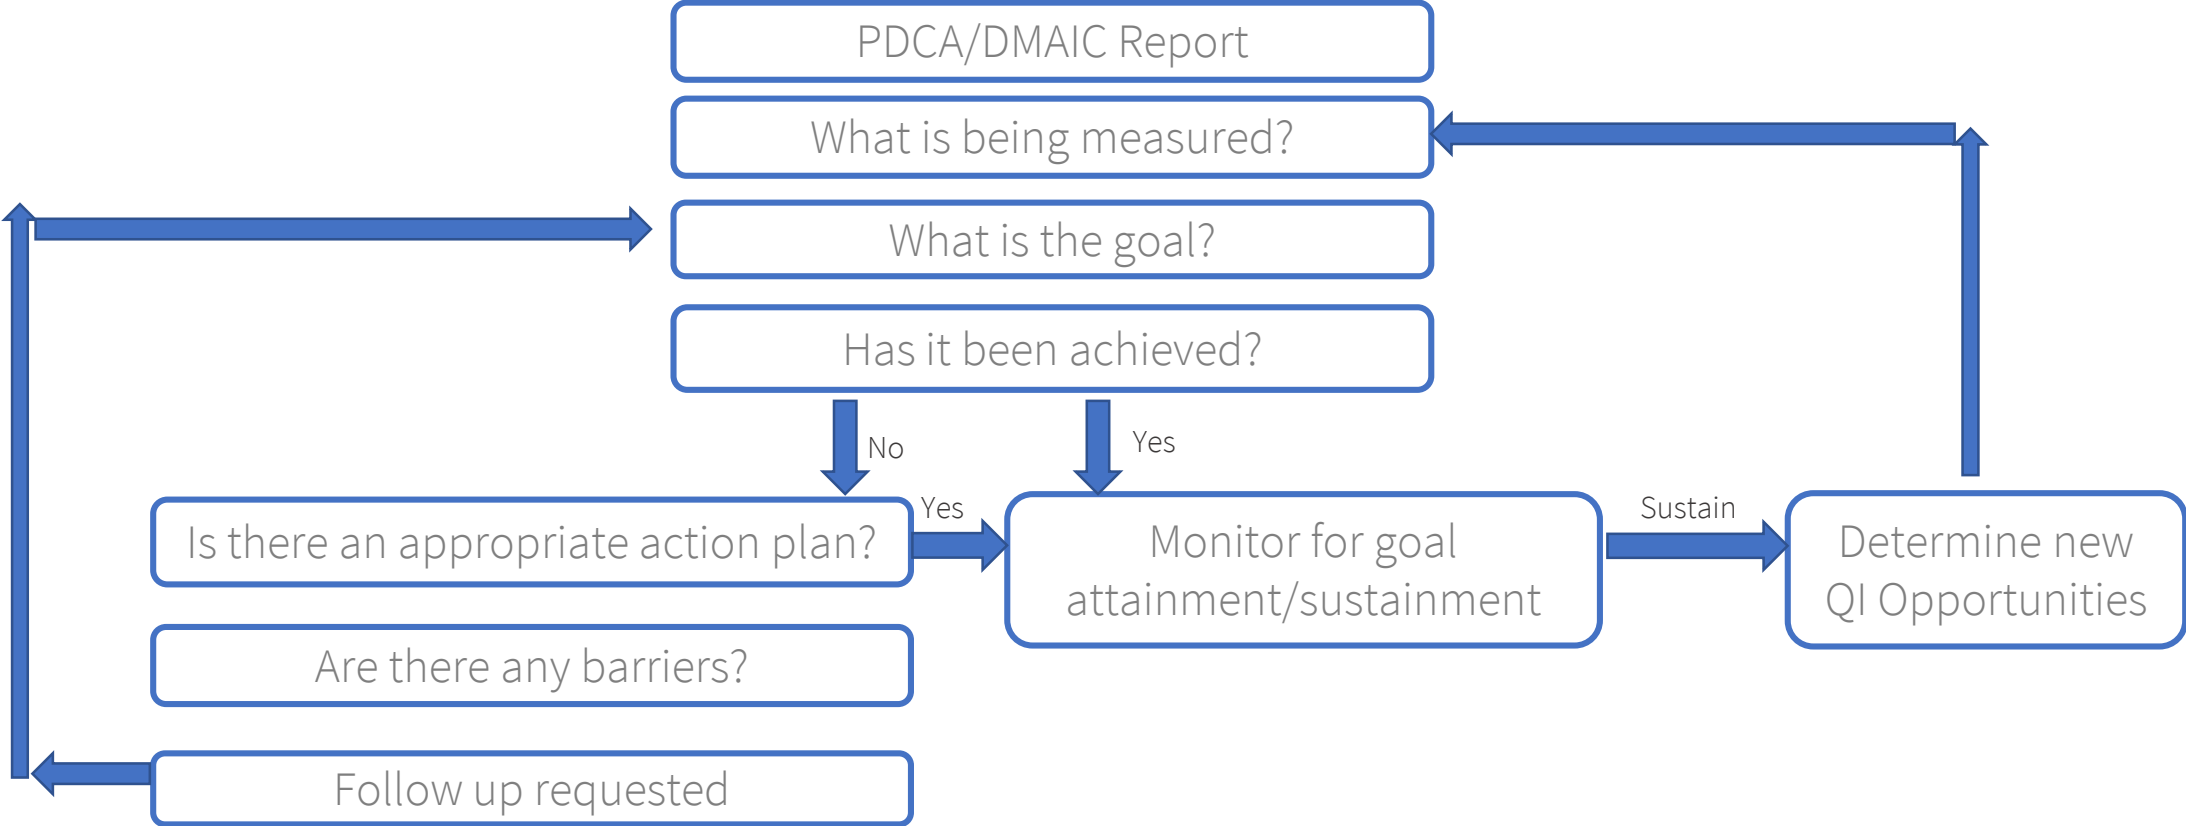 PDCA/DMAIC Report
What is being measured?
What is the goal?
Has it been achieved?
No
Yes
Is there an appropriate action plan?
Yes
Monitor for goal
attainment/sustainment
Sustain
Determine new
QI Opportunities
Are there any barriers?
Follow up requested